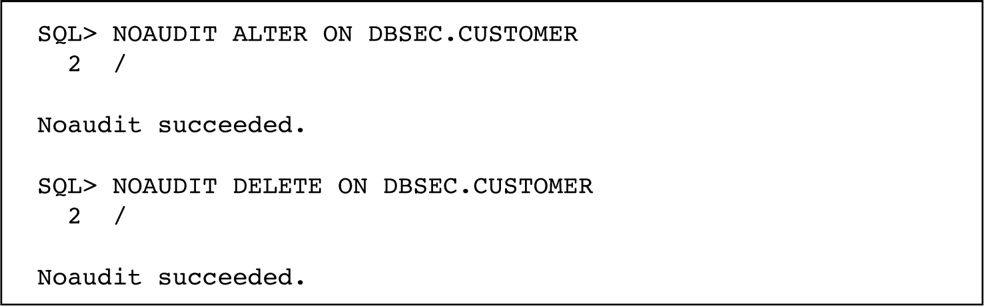 SQL> NOAUDIT ALTER ON DBSEC.CUSTOMER
  2  /
Noaudit succeeded.
SQL> NOAUDIT DELETE ON DBSEC.CUSTOMER
  2  /
Noaudit succeeded.